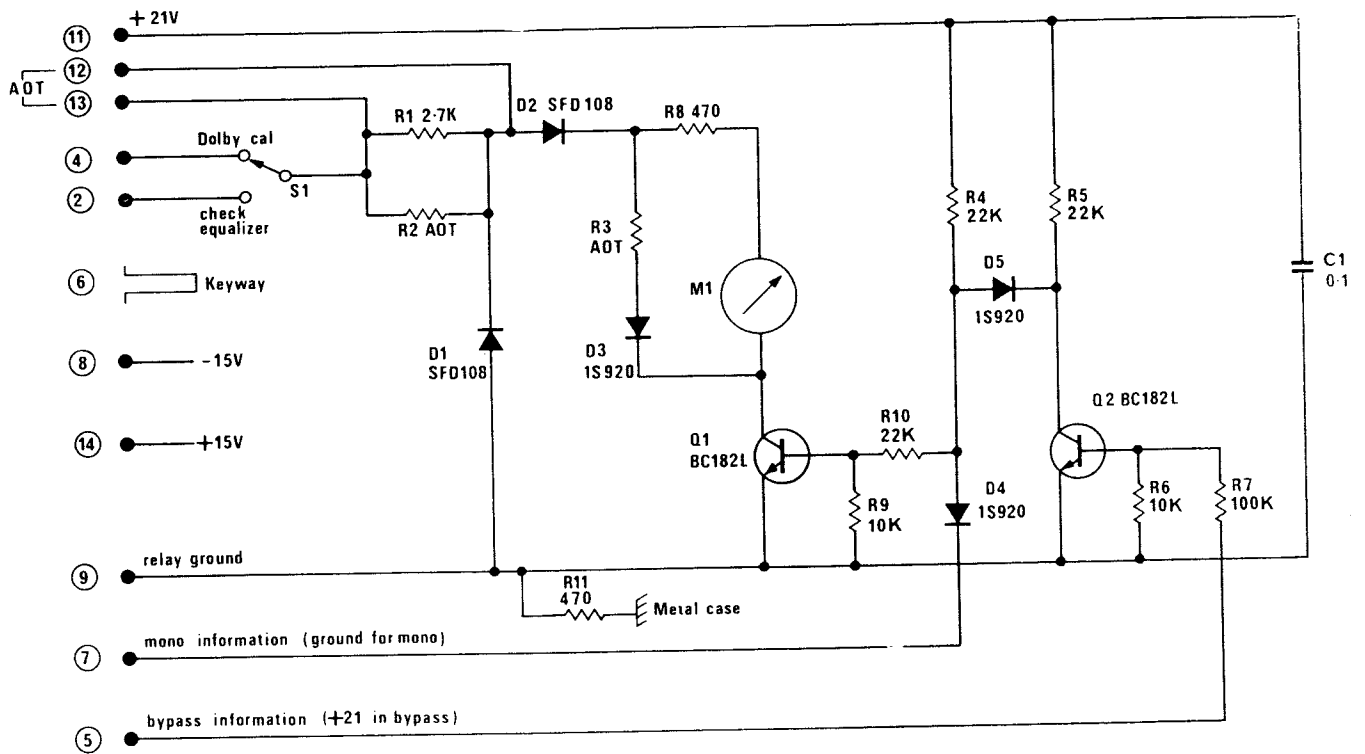 + 21V
11
12
AOT
13
D2 SFD108
R8 470
R1 2·7K
Dolby cal
4
S1
2
check
equalizer
R2 AOT
R3
AOT
R4
22K
R5
22K
6
Keyway
M1
D5
1S920
C1
0·1
8
-15V
D1
SFD108
D3
1S920
14
+15V
Q1
BC182L
R10
22K
Q2 BC182L
R9
10K
D4
1S920
R6
10K
R7
100K
9
relay ground
R11
470
Metal case
7
mono information (ground for mono)
5
bypass information (+21 in bypass)